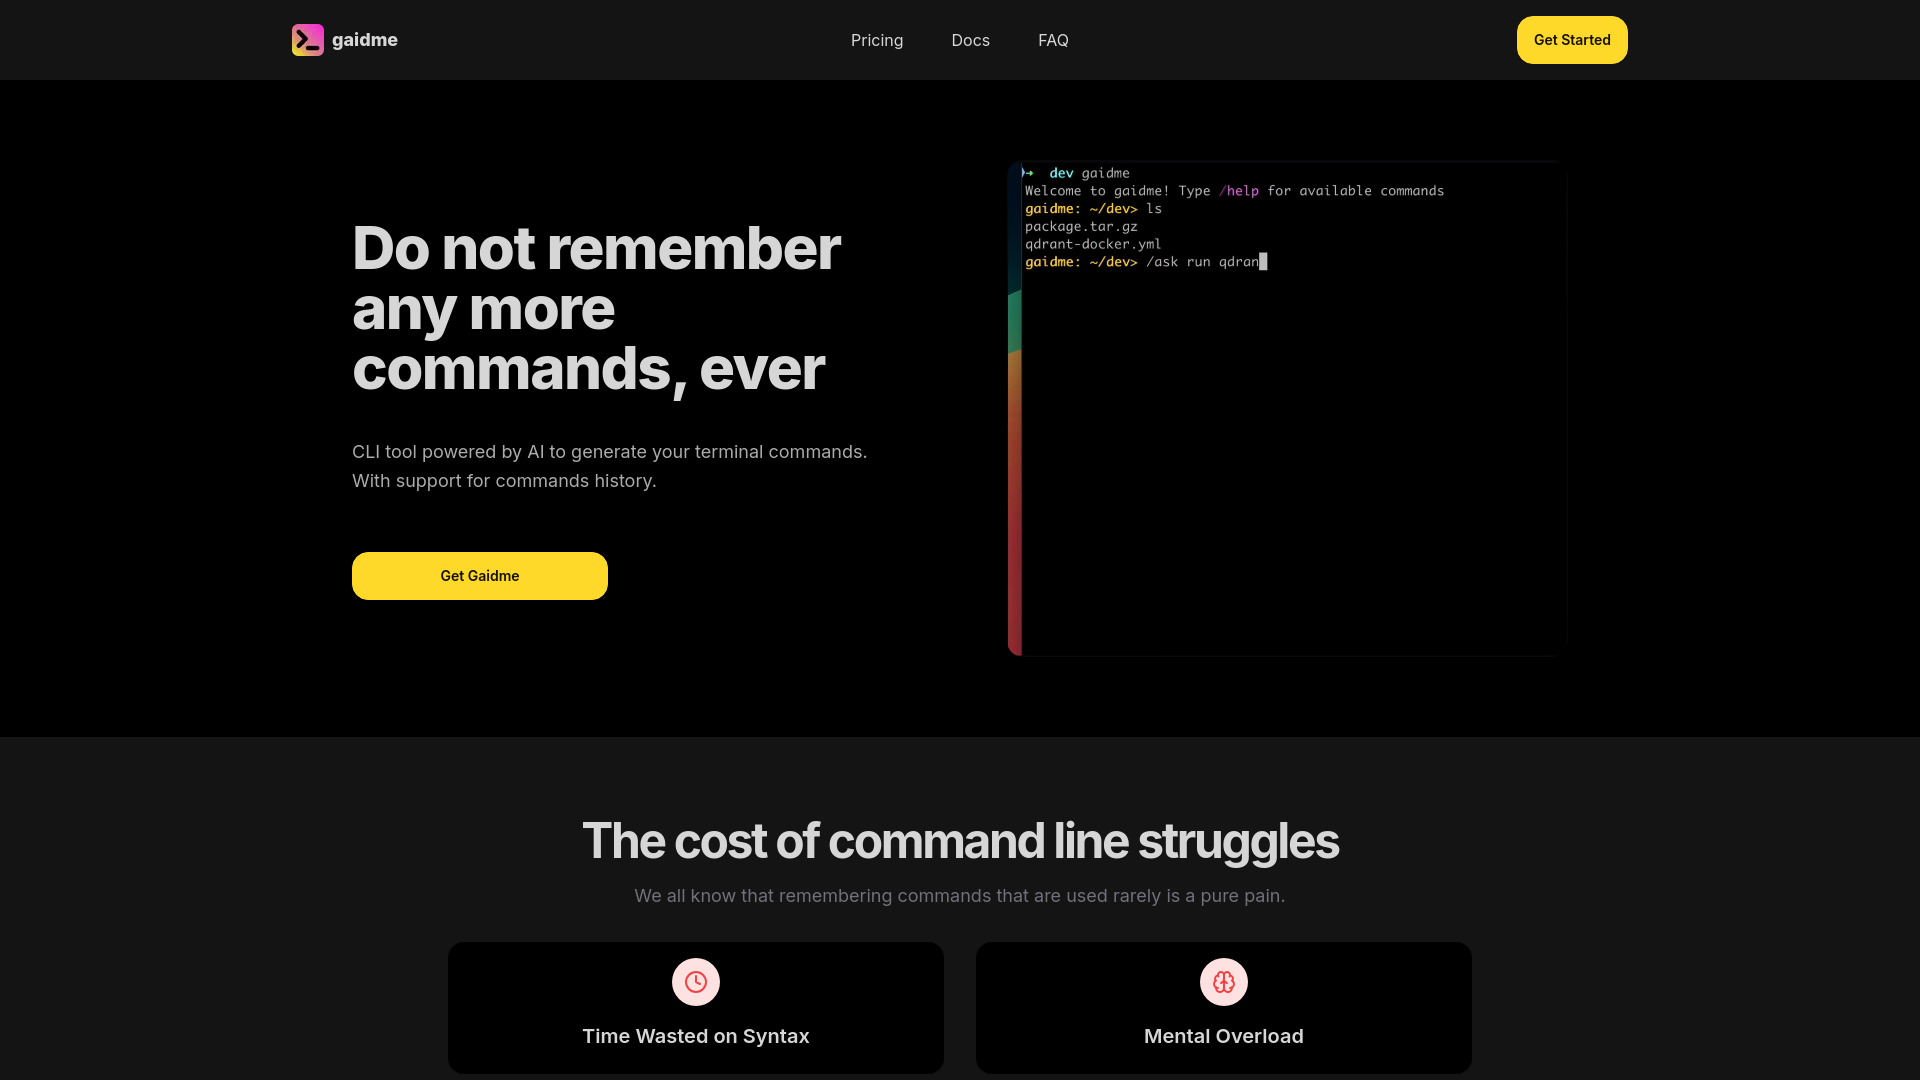 gaidme
Pricing
Docs
FAQ
Get Started
Do not remember
any more
commands, ever
CLI tool powered by AI to generate your terminal commands.
With support for commands history.
Get Gaidme
➜ dev gaidme
Welcome to gaidme! Type /help for available commands
gaidme: ~/dev> ls
package.tar.gz
qdrant-docker.yml
gaidme: ~/dev> /ask run qdran
The cost of command line struggles
We all know that remembering commands that are used rarely is a pure pain.
Time Wasted on Syntax
Mental Overload